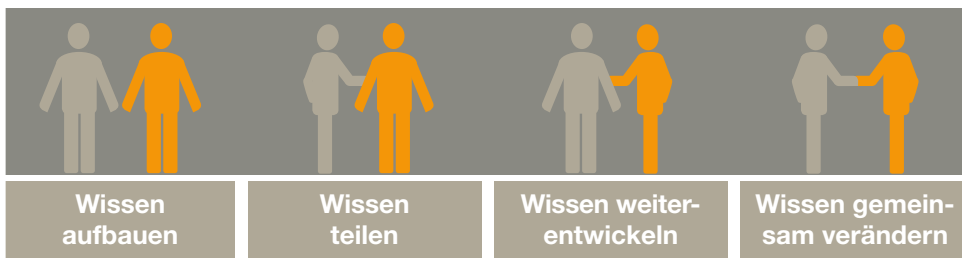 Wissen
aufbauen
Wissen
teilen
Wissen weiter-
entwickeln
Wissen gemein-
sam verändern